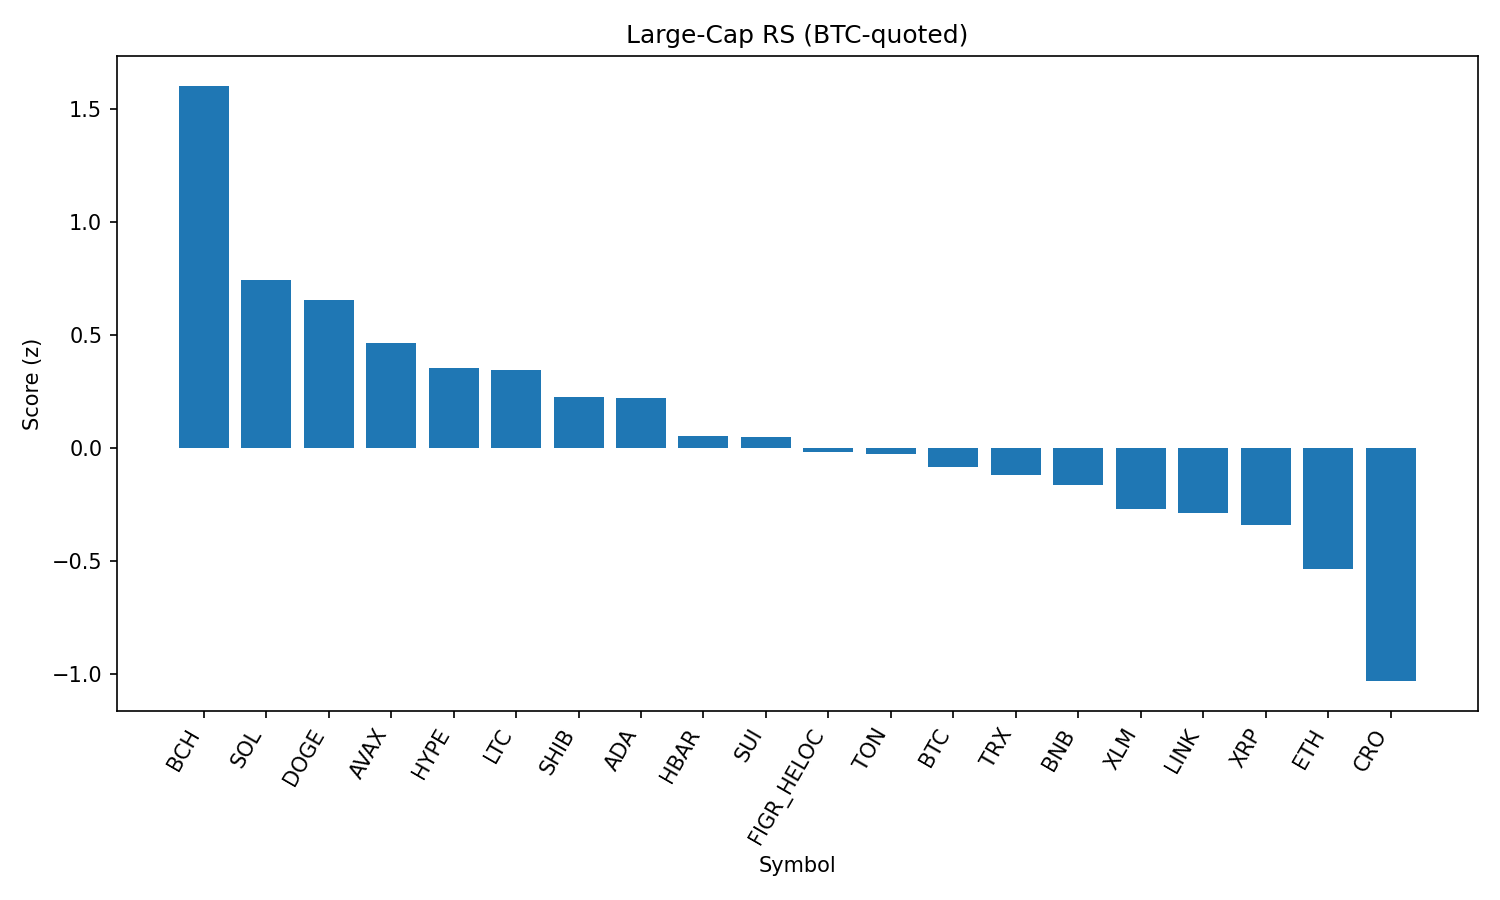 Large-Cap RS (BTC-quoted)
Score (z)
1.5
1.0
0.5
0.0
−0.5
−1.0
BCH
SOL
DOGE
AVAX
HYPE
LTC
SHIB
ADA
HBAR
SUI
FIGR_HELOC
TON
BTC
TRX
BNB
XLM
LINK
XRP
ETH
CRO
Symbol